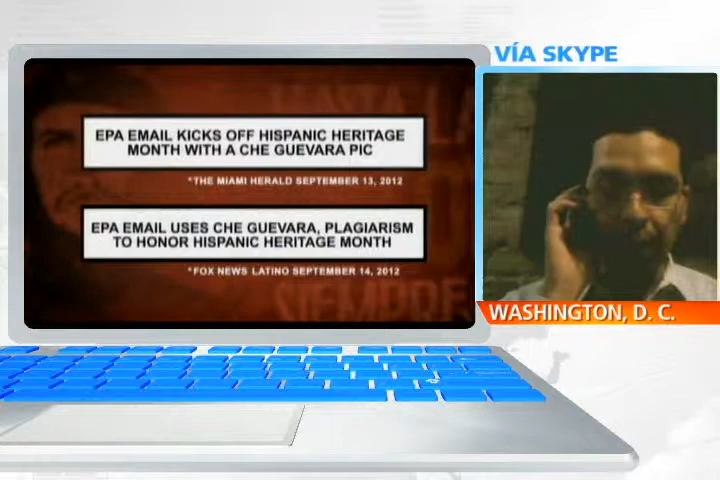 VÍA SKYPE
EPA EMAIL KICKS OFF HISPANIC HERITAGE
MONTH WITH A CHE GUEVARA PIC
*THE MIAMI HERALD SEPTEMBER 13, 2012
EPA EMAIL USES CHE GUEVARA, PLAGIARISM
TO HONOR HISPANIC HERITAGE MONTH
*FOX NEWS LATINO SEPTEMBER 14, 2012
SIEMPRE
WASHINGTON, D. C.